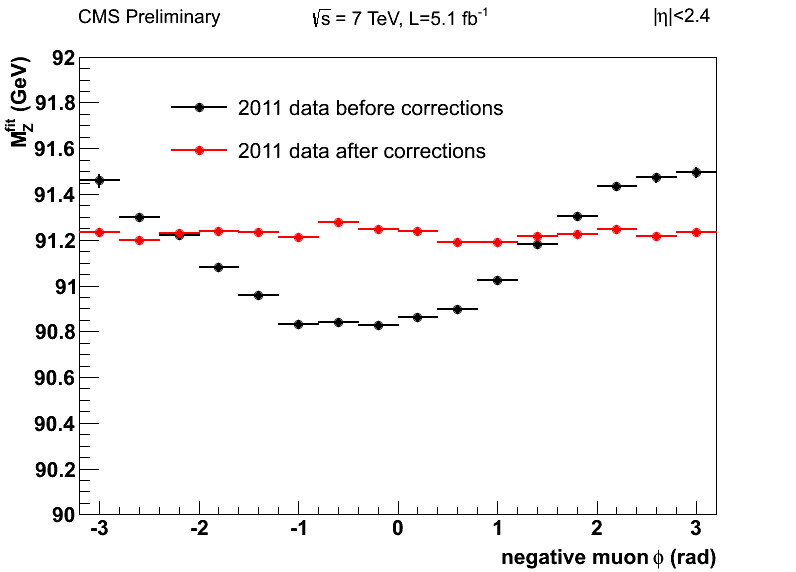 CMS Preliminary √s = 7 TeV, L=5.1 fb⁻¹ |η|<2.4
M_Z^fit (GeV)
92
91.8
91.6
91.4
91.2
91
90.8
90.6
90.4
90.2
90
2011 data before corrections
2011 data after corrections
-3 -2 -1 0 1 2 3
negative muon ϕ (rad)